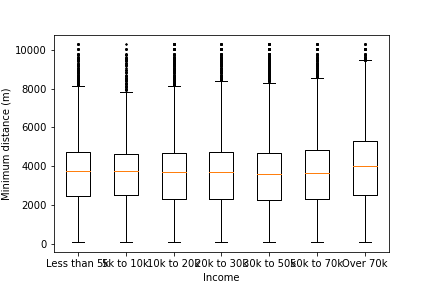 10000
8000
6000
4000
2000
0
Minimum distance (m)
Less than 5k 5k to 10k 10k to 20k 20k to 30k 30k to 50k 50k to 70k Over 70k
Income